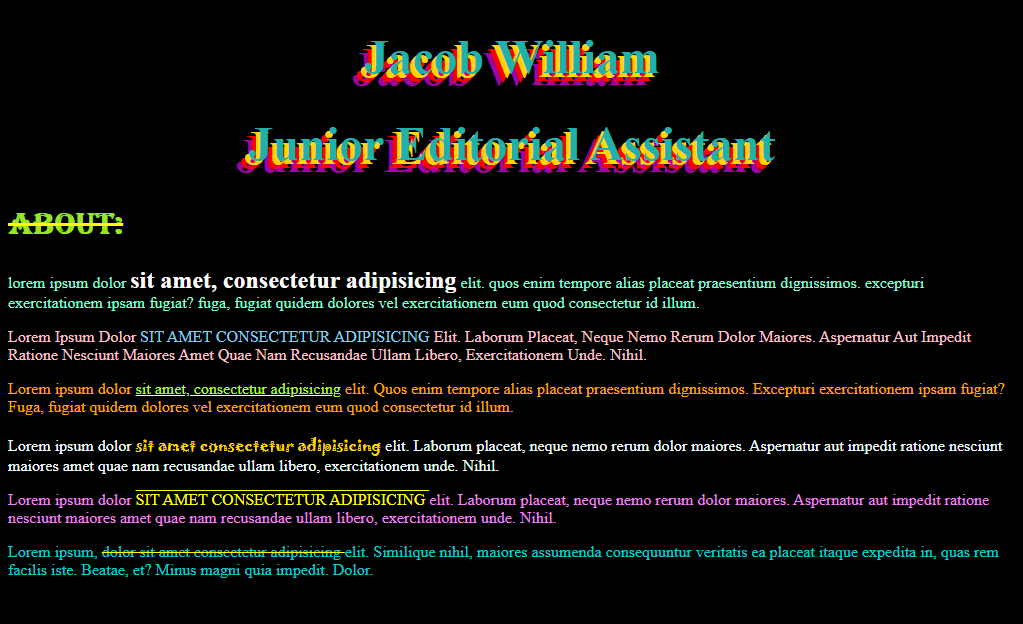 Jacob William
Junior Editorial Assistant
ABOUT:
lorem ipsum dolor sit amet, consectetur adipisicing elit. quos enim tempore alias placeat praesentium dignissimos. excepturi
exercitationem ipsam fugiat? fuga, fugiat quidem dolores vel exercitationem eum quod consectetur id illum.
Lorem Ipsum Dolor SIT AMET CONSECTETUR ADIPISICING Elit. Laborum Placeat, Neque Nemo Rerum Dolor Maiores. Aspernatur Aut Impedit
Ratione Nesciunt Maiores Amet Quae Nam Recusandae Ullam Libero, Exercitationem Unde. Nihil.
Lorem ipsum dolor sit amet, consectetur adipisicing elit. Quos enim tempore alias placeat praesentium dignissimos. Excepturi exercitationem ipsam fugiat?
Fuga, fugiat quidem dolores vel exercitationem eum quod consectetur id illum.
Lorem ipsum dolor sit amet consectetur adipisicing elit. Laborum placeat, neque nemo rerum dolor maiores. Aspernatur aut impedit ratione nesciunt
maiores amet quae nam recusandae ullam libero, exercitationem unde. Nihil.
Lorem ipsum dolor SIT AMET CONSECTETUR ADIPISICING elit. Laborum placeat, neque nemo rerum dolor maiores. Aspernatur aut impedit ratione
nesciunt maiores amet quae nam recusandae ullam libero, exercitationem unde. Nihil.
Lorem ipsum, dolor sit amet consectetur adipisicing elit. Similique nihil, maiores assumenda consequuntur veritatis ea placeat itaque expedita in, quas rem
facilis iste. Beatae, et? Minus magni quia impedit. Dolor.